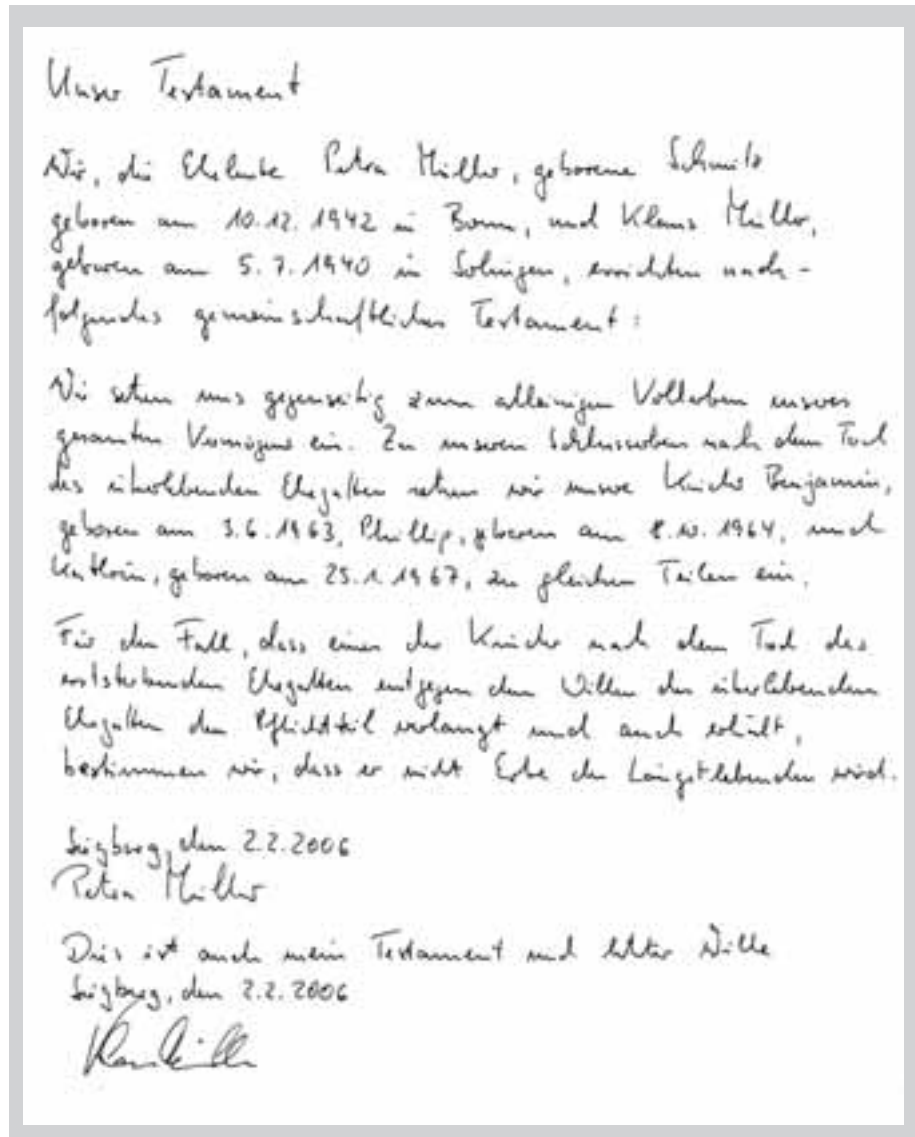 Unser Testament
Wir, die Eheleute Petra Müller, geborene Schmitz
geboren am 10.12.1942 in Bonn, und Klaus Müller,
geboren am 5.7.1940 in Solingen, errichten nach-
folgendes gemeinschaftliches Testament:
Wir setzen uns gegenseitig zum alleinigen Vollerben unseres
gesamten Vermögens ein. Zu unseren Schlusserben nach dem Tod
des überlebenden Ehegatten setzen wir unsere Kinder Benjamin,
geboren am 3.6.1963, Phillip, geboren am 8.10.1964, und
Kathrin, geboren am 25.1.1967, zu gleichen Teilen ein.
Für den Fall, dass eines der Kinder nach dem Tod des
erststerbenden Ehegatten entgegen dem Willen des überlebenden
Ehegatten den Pflichtteil verlangt und auch erhält,
bestimmen wir, dass er nicht Erbe des Längstlebenden wird.
Siegburg, den 2.2.2006
Petra Müller
Dies ist auch mein Testament und letzter Wille
Siegburg, den 2.2.2006
Klaus Müller